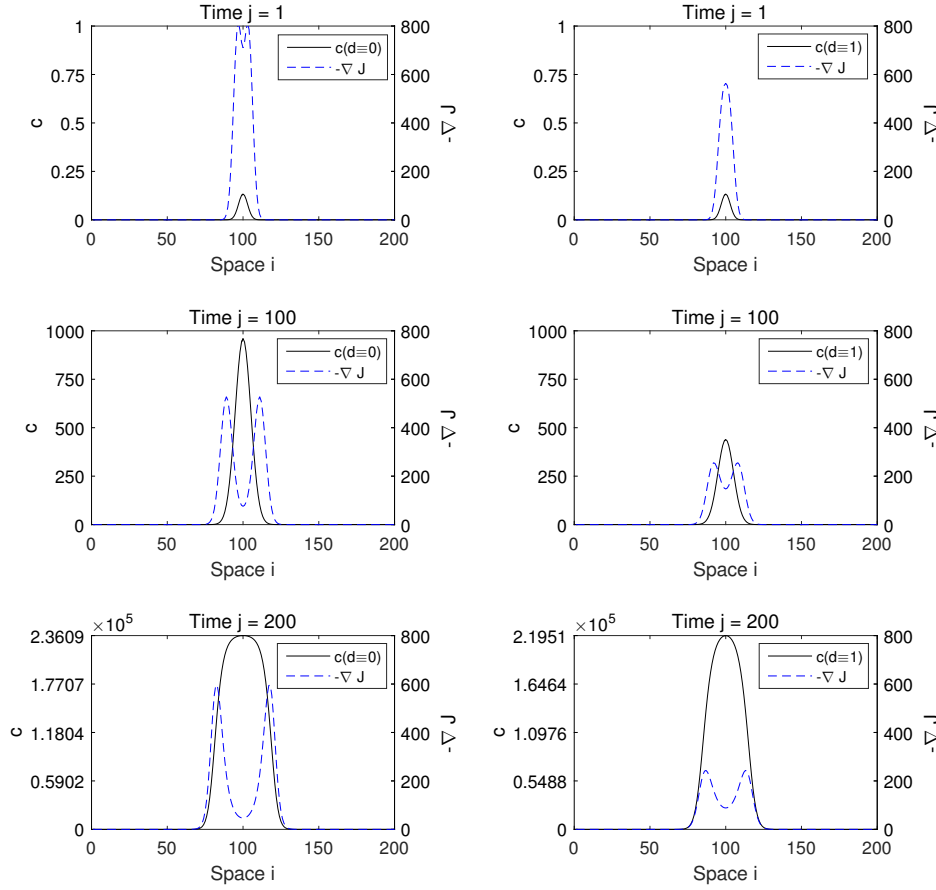 Time j = 1
1
0.75
0.5
0.25
0
c
800
600
400
200
0
-∇ J
c(d≡0)
-∇ J
0 50 100 150 200
Space i
Time j = 1
1
0.75
0.5
0.25
0
c
800
600
400
200
0
-∇ J
c(d≡1)
-∇ J
0 50 100 150 200
Space i
Time j = 100
1000
750
500
250
0
c
800
600
400
200
0
-∇ J
c(d≡0)
-∇ J
0 50 100 150 200
Space i
Time j = 100
1000
750
500
250
0
c
800
600
400
200
0
-∇ J
c(d≡1)
-∇ J
0 50 100 150 200
Space i
×10⁵ Time j = 200
2.3609
1.7707
1.1804
0.5902
0
c
800
600
400
200
0
-∇ J
c(d≡0)
-∇ J
0 50 100 150 200
Space i
×10⁵ Time j = 200
2.1951
1.6464
1.0976
0.5488
0
c
800
600
400
200
0
-∇ J
c(d≡1)
-∇ J
0 50 100 150 200
Space i